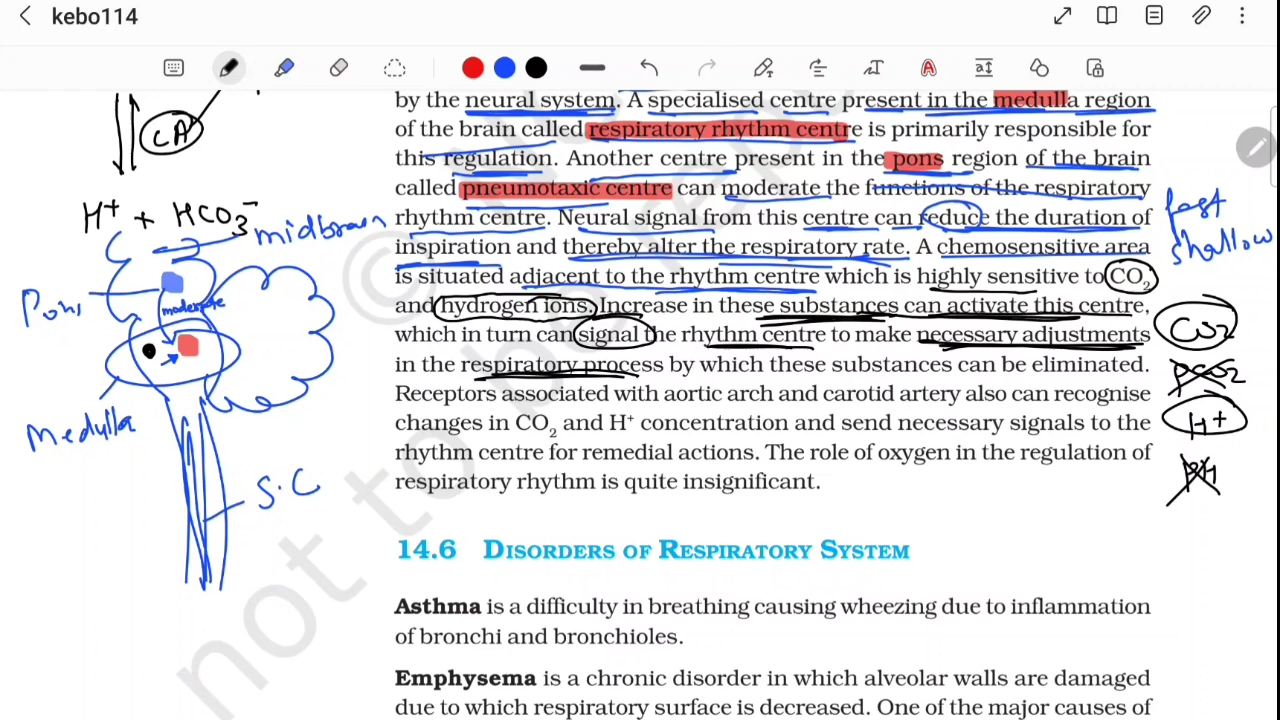 kebo114
by the neural system. A specialised centre present in the medulla region
of the brain called respiratory rhythm centre is primarily responsible for
this regulation. Another centre present in the pons region of the brain
called pneumotaxic centre can moderate the functions of the respiratory
rhythm centre. Neural signal from this centre can reduce the duration of
inspiration and thereby alter the respiratory rate. A chemosensitive area
is situated adjacent to the rhythm centre which is highly sensitive to CO₂
and hydrogen ions. Increase in these substances can activate this centre,
which in turn can signal the rhythm centre to make necessary adjustments
in the respiratory process by which these substances can be eliminated.
Receptors associated with aortic arch and carotid artery also can recognise
changes in CO₂ and H⁺ concentration and send necessary signals to the
rhythm centre for remedial actions. The role of oxygen in the regulation of
respiratory rhythm is quite insignificant.
14.6 DISORDERS OF RESPIRATORY SYSTEM
Asthma is a difficulty in breathing causing wheezing due to inflammation
of bronchi and bronchioles.
Emphysema is a chronic disorder in which alveolar walls are damaged
due to which respiratory surface is decreased. One of the major causes of
CA
H⁺ + HCO₃⁻
midbrain
Pons
moderate
Medulla
S.C
fast
shallow
CO2
pCO2
H+
PH
©
not to be